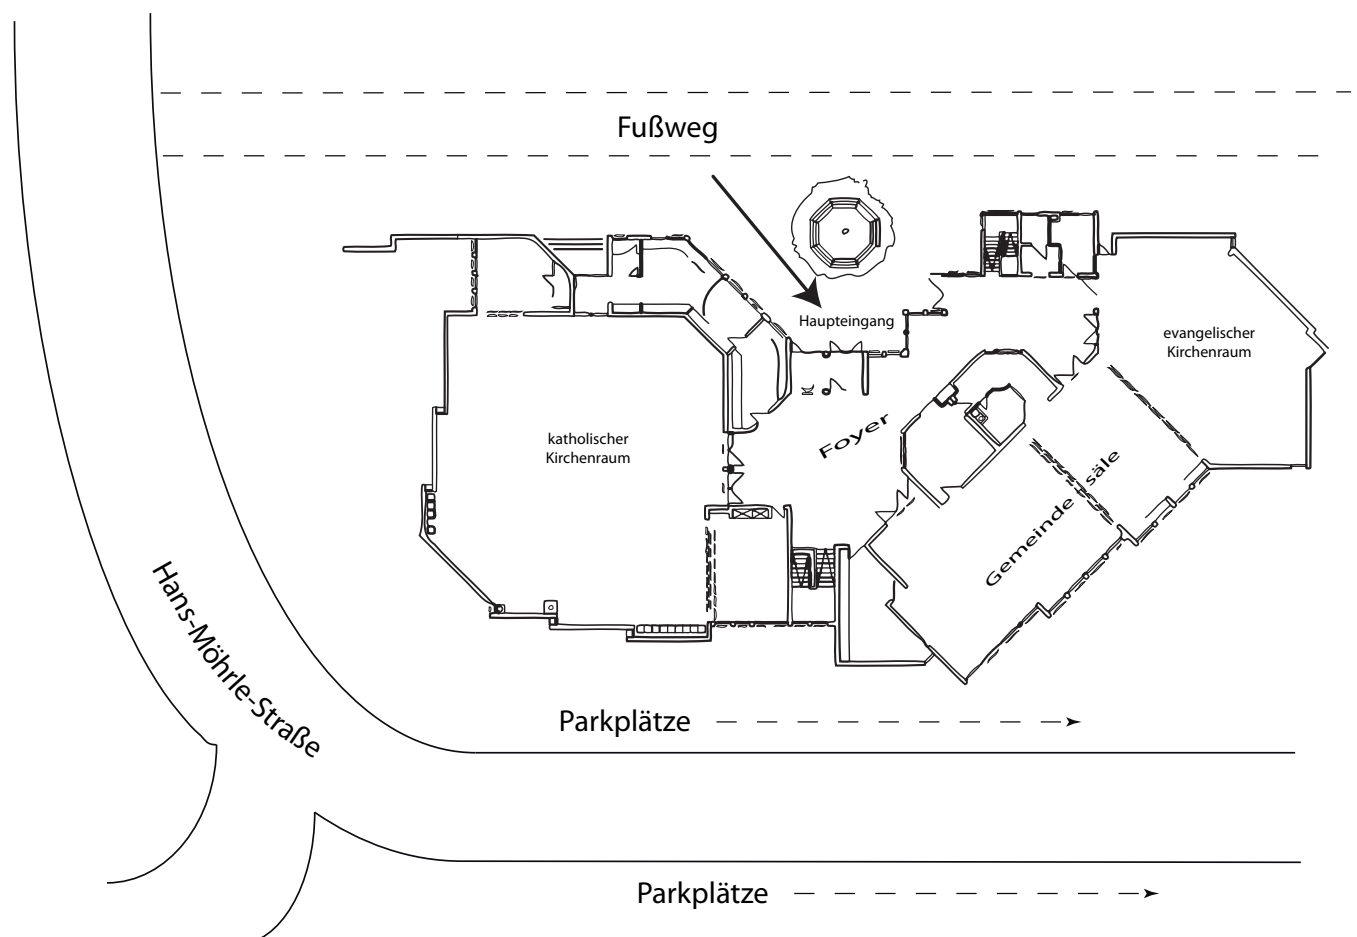 Fußweg
Haupteingang
evangelischer
Kirchenraum
katholischer
Kirchenraum
Foyer
Gemeinde säle
Hans-Möhrle-Straße
Parkplätze
Parkplätze